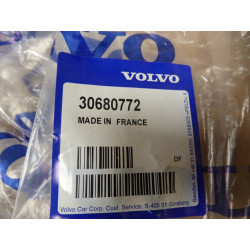 VOLVO
30680772
MADE IN FRANCE
DF
Volvo Car Corp. Cust. Service, S-405 31 Göteborg